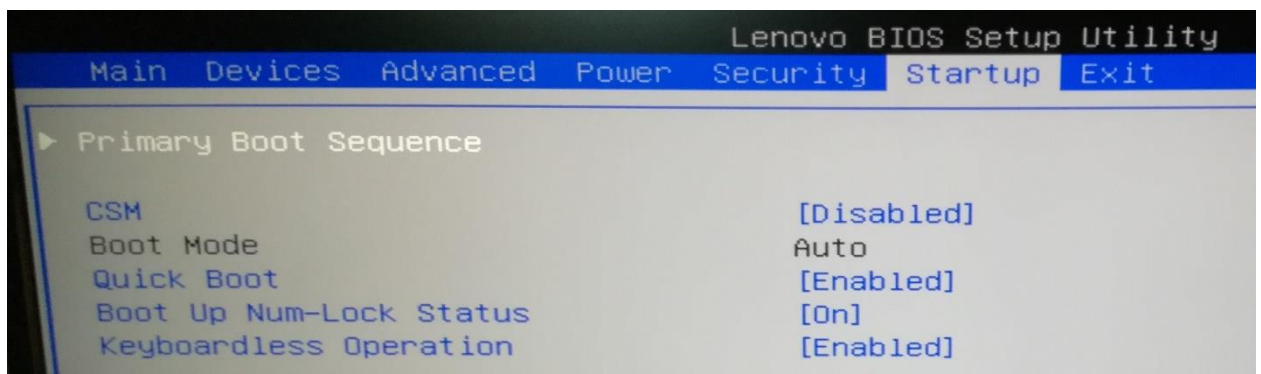 Lenovo BIOS Setup Utility
Main Devices Advanced Power Security Startup Exit
Primary Boot Sequence
CSM [Disabled]
Boot Mode Auto
Quick Boot [Enabled]
Boot Up Num-Lock Status [On]
Keyboardless Operation [Enabled]